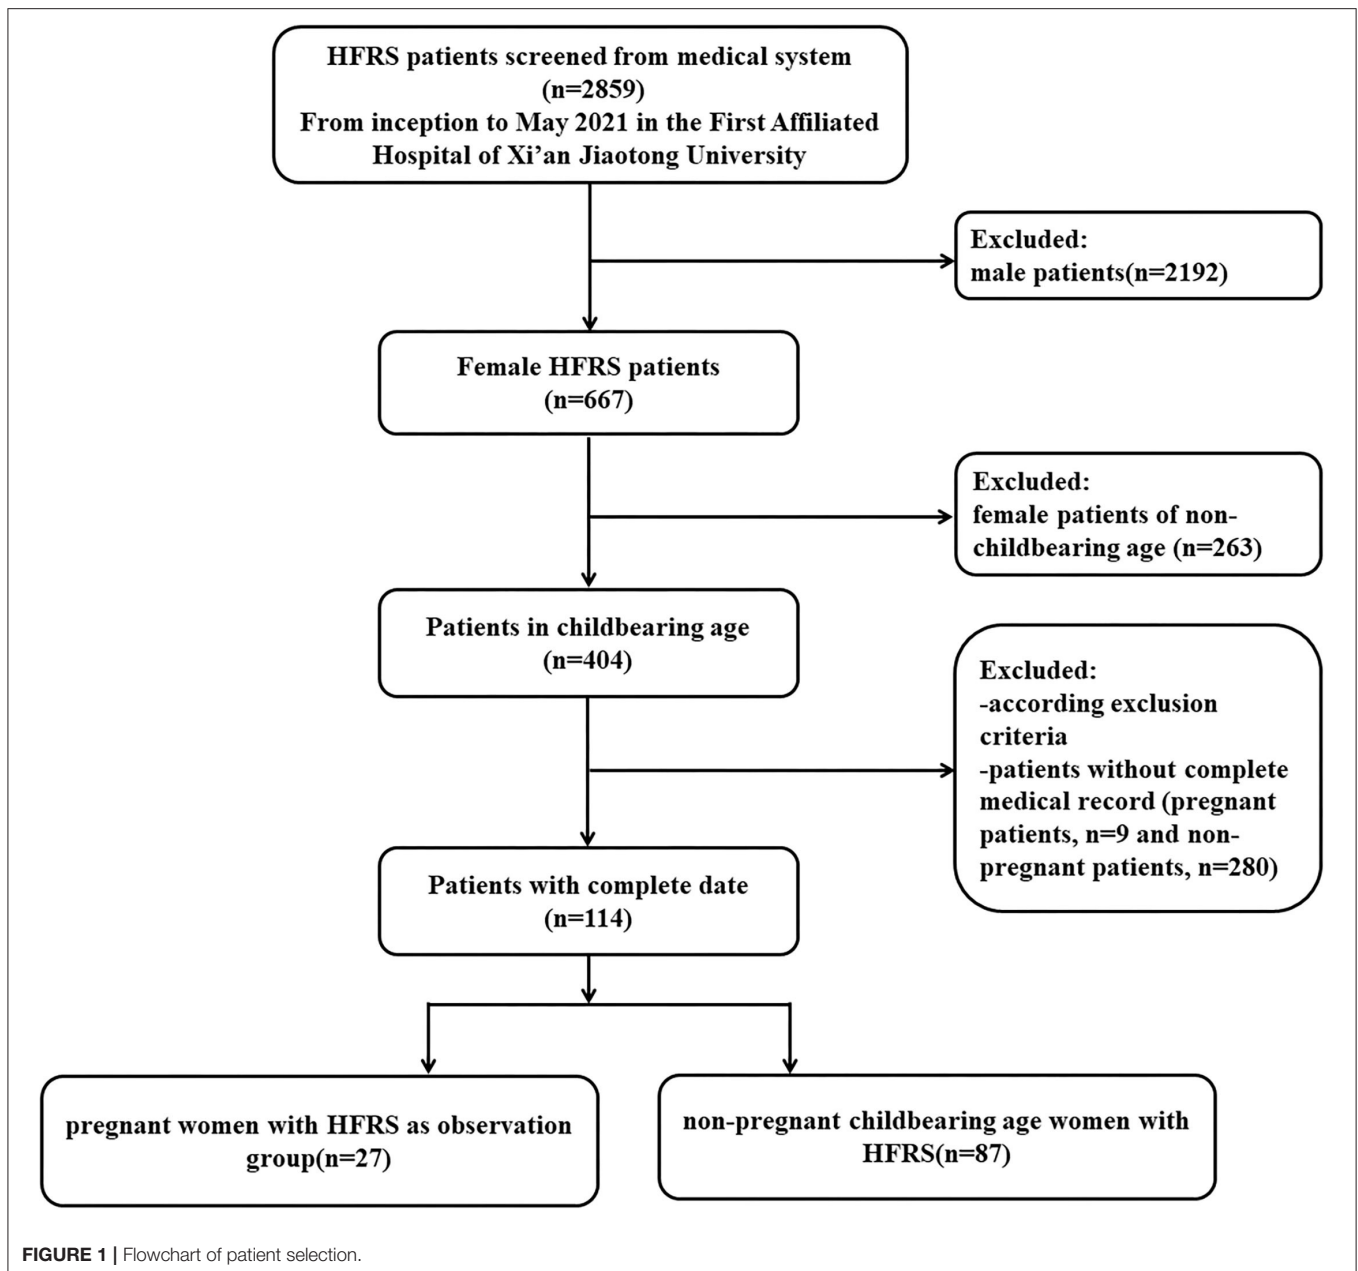 HFRS patients screened from medical system
(n=2859)
From inception to May 2021 in the First Affiliated
Hospital of Xi'an Jiaotong University
Excluded:
male patients(n=2192)
Female HFRS patients
(n=667)
Excluded:
female patients of non-
childbearing age (n=263)
Patients in childbearing age
(n=404)
Excluded:
-according exclusion
criteria
-patients without complete
medical record (pregnant
patients, n=9 and non-
pregnant patients, n=280)
Patients with complete date
(n=114)
pregnant women with HFRS as observation
group(n=27)
non-pregnant childbearing age women with
HFRS(n=87)
FIGURE 1 | Flowchart of patient selection.